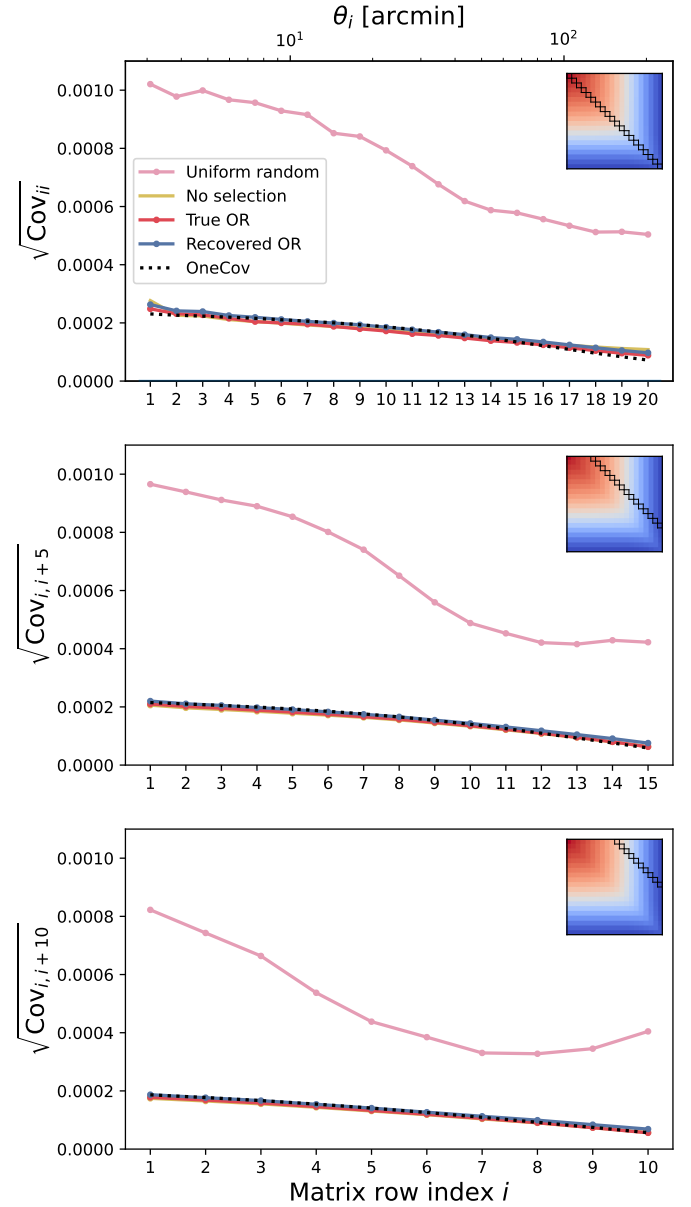 θi [arcmin]
10¹ 10²
√Covii
0.0010
0.0008
0.0006
0.0004
0.0002
0.0000
Uniform random
No selection
True OR
Recovered OR
OneCov
1 2 3 4 5 6 7 8 9 10 11 12 13 14 15 16 17 18 19 20
√Covi, i + 5
0.0010
0.0008
0.0006
0.0004
0.0002
0.0000
1 2 3 4 5 6 7 8 9 10 11 12 13 14 15
√Covi, i + 10
0.0010
0.0008
0.0006
0.0004
0.0002
0.0000
1 2 3 4 5 6 7 8 9 10
Matrix row index i